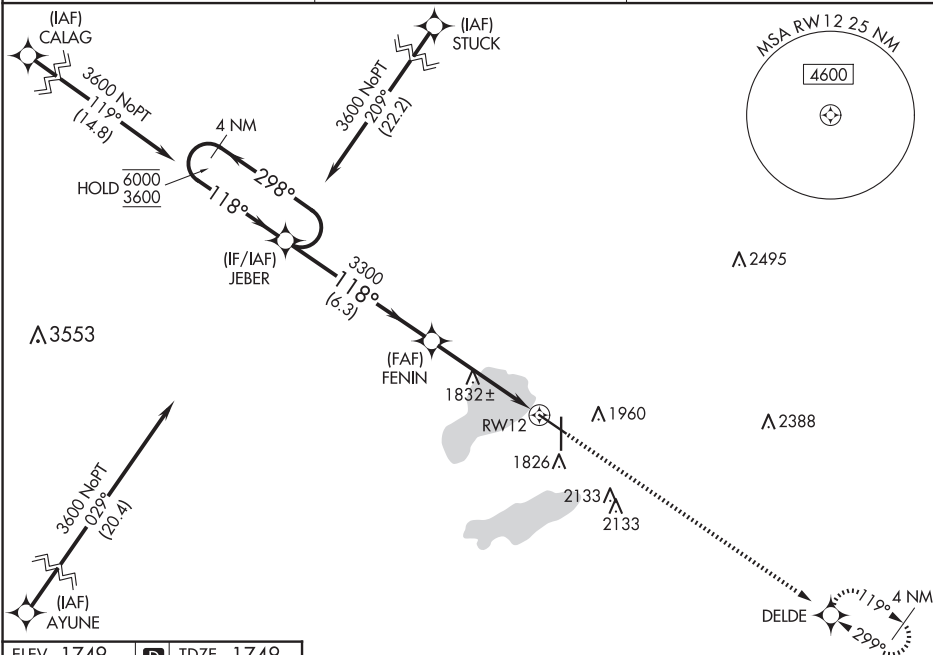 (IAF)
CALAG
3600 NoPT
119°
(14.8)
(IAF)
STUCK
3600 NoPT
209°
(22.2)
MSA RW12 25 NM
4600
4 NM
HOLD 6000
3600
298°
118°
(IF/IAF)
JEBER
3300
118°
(6.3)
2495
3553
(FAF)
FENIN
1832±
RW12
1960
2388
1826
2133
2133
3600 NoPT
029°
(20.4)
(IAF)
AYUNE
DELDE
119°
4 NM
299°
ELEV 1749 D TDZE 1749